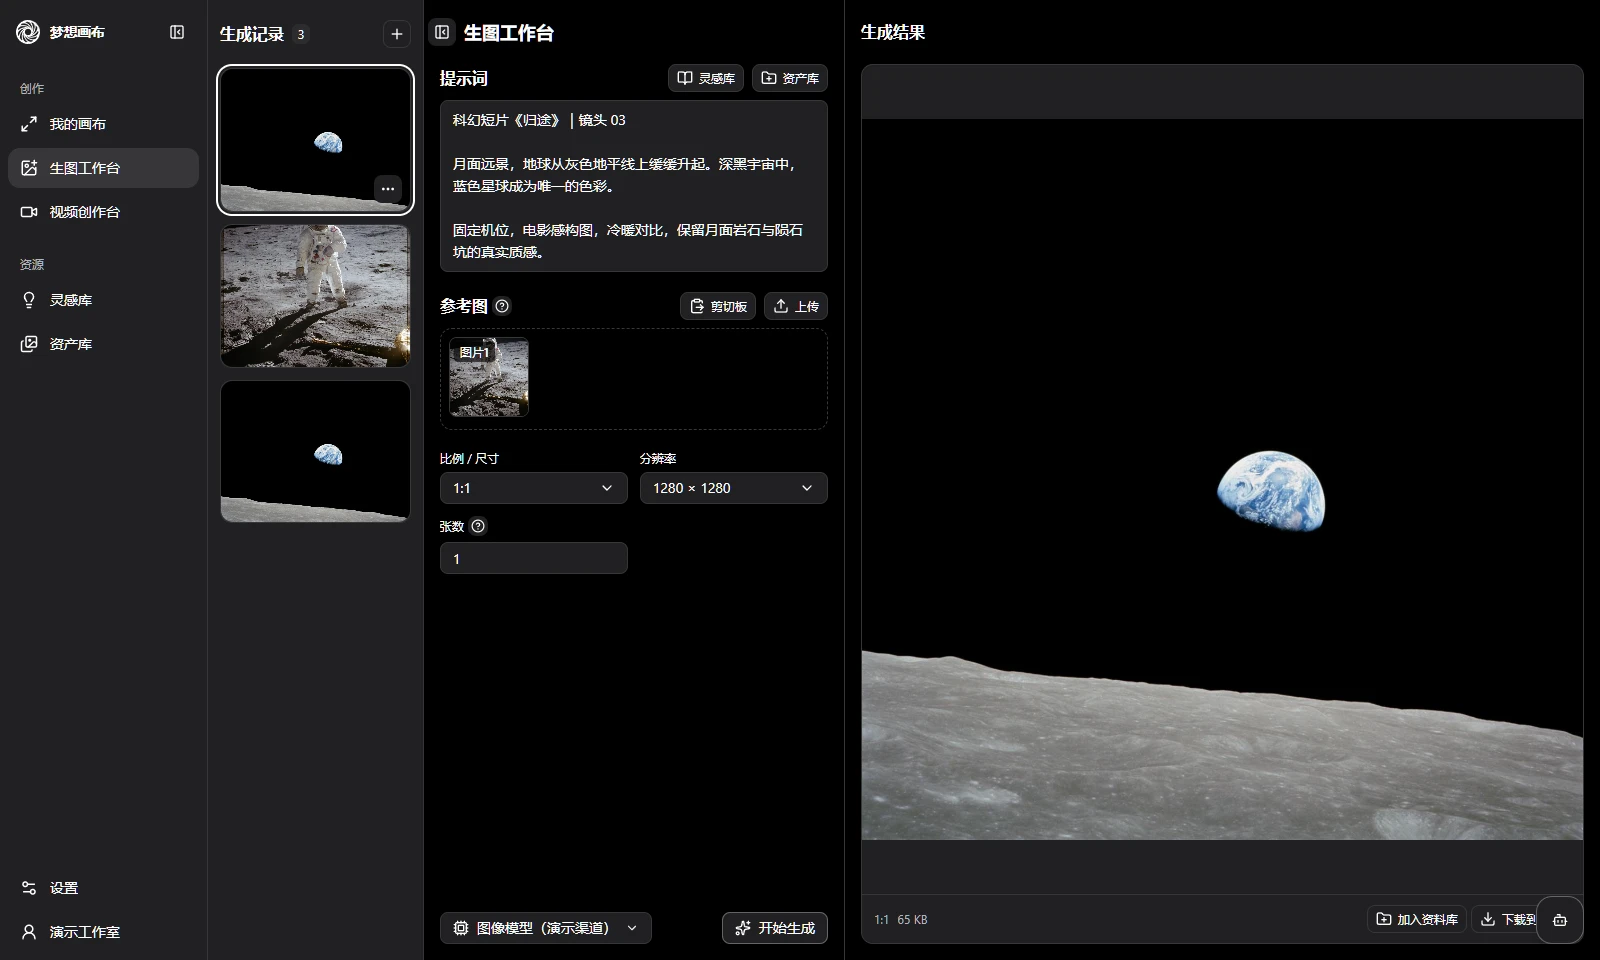 梦想画布
创作
我的画布
生图工作台
视频创作台
资源
灵感库
资产库
设置
演示工作室
生成记录 3
生图工作台
提示词
灵感库
资产库
科幻短片《归途》｜镜头 03
月面远景，地球从灰色地平线上缓缓升起。深黑宇宙中，
蓝色星球成为唯一的色彩。
固定机位，电影感构图，冷暖对比，保留月面岩石与陨石
坑的真实质感。
参考图
剪切板
上传
图片1
比例 / 尺寸
分辨率
1:1
1280 × 1280
张数
1
图像模型（演示渠道）
开始生成
生成结果
1:1 65 KB
加入资料库
下载到